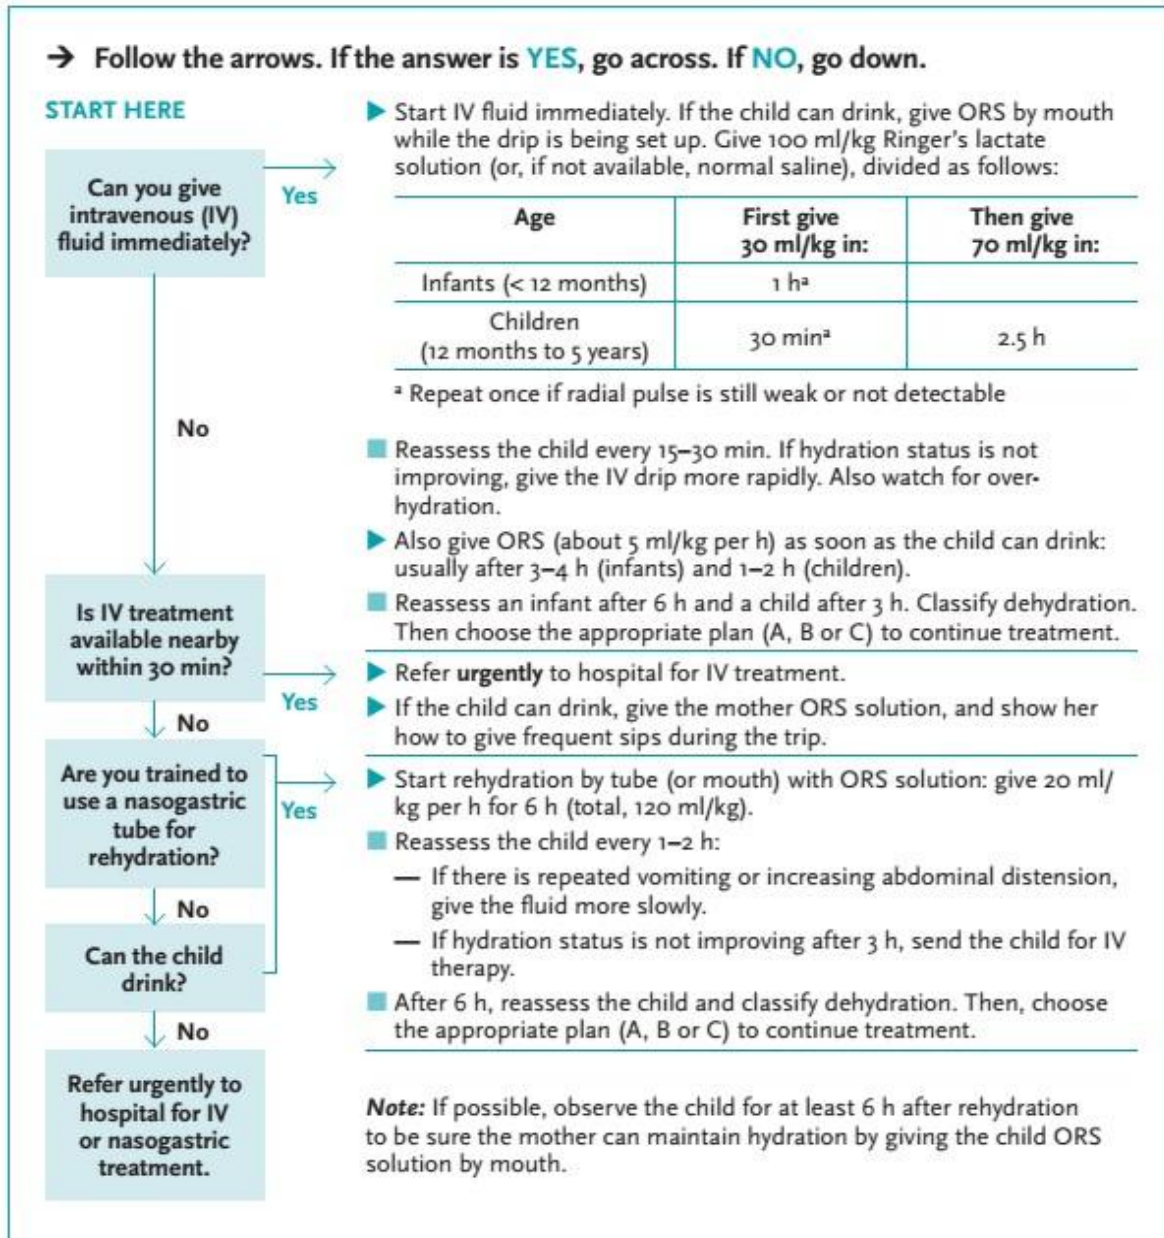 → Follow the arrows. If the answer is YES, go across. If NO, go down.
START HERE
Can you give
intravenous (IV)
fluid immediately?
Yes
▶ Start IV fluid immediately. If the child can drink, give ORS by mouth
while the drip is being set up. Give 100 ml/kg Ringer's lactate
solution (or, if not available, normal saline), divided as follows:
Age First give Then give
30 ml/kg in: 70 ml/kg in:
Infants (< 12 months) 1 hᵃ
Children
(12 months to 5 years) 30 minᵃ 2.5 h
ᵃ Repeat once if radial pulse is still weak or not detectable
■ Reassess the child every 15–30 min. If hydration status is not
improving, give the IV drip more rapidly. Also watch for over-
hydration.
▶ Also give ORS (about 5 ml/kg per h) as soon as the child can drink:
usually after 3–4 h (infants) and 1–2 h (children).
■ Reassess an infant after 6 h and a child after 3 h. Classify dehydration.
Then choose the appropriate plan (A, B or C) to continue treatment.
No
Is IV treatment
available nearby
within 30 min?
Yes
▶ Refer urgently to hospital for IV treatment.
▶ If the child can drink, give the mother ORS solution, and show her
how to give frequent sips during the trip.
No
Are you trained to
use a nasogastric
tube for
rehydration?
Yes
No
Can the child
drink?
▶ Start rehydration by tube (or mouth) with ORS solution: give 20 ml/
kg per h for 6 h (total, 120 ml/kg).
■ Reassess the child every 1–2 h:
— If there is repeated vomiting or increasing abdominal distension,
give the fluid more slowly.
— If hydration status is not improving after 3 h, send the child for IV
therapy.
■ After 6 h, reassess the child and classify dehydration. Then, choose
the appropriate plan (A, B or C) to continue treatment.
No
Refer urgently to
hospital for IV
or nasogastric
treatment.
Note: If possible, observe the child for at least 6 h after rehydration
to be sure the mother can maintain hydration by giving the child ORS
solution by mouth.